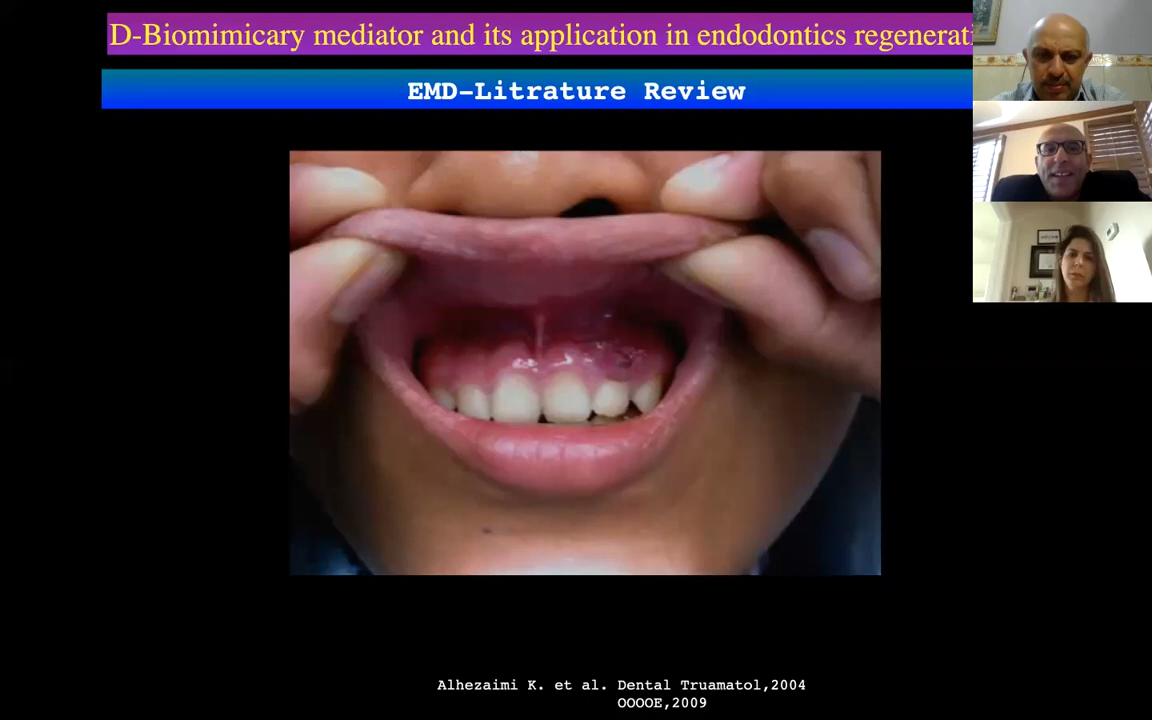 D-Biomimicary mediator and its application in endodontics regenerati
EMD-Litrature Review
Alhezaimi K. et al. Dental Truamatol,2004
OOOOE,2009